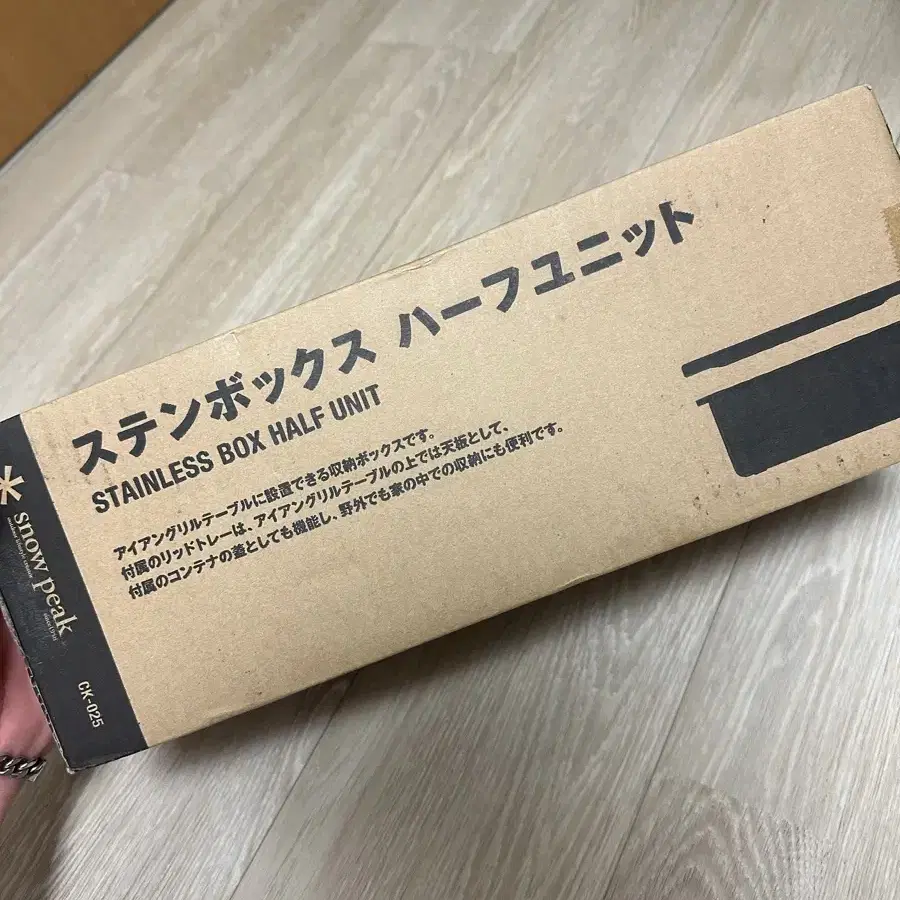 ステンボックス ハーフユニット
STAINLESS BOX HALF UNIT
アイアングリルテーブルに設置できる収納ボックスです。
付属のリッドトレーは、アイアングリルテーブルの上では天板として、
付属のコンテナの蓋としても機能し、野外でも家の中での収納にも便利です。
snow peak
outdoor lifestyle creator
since1958
CK-025